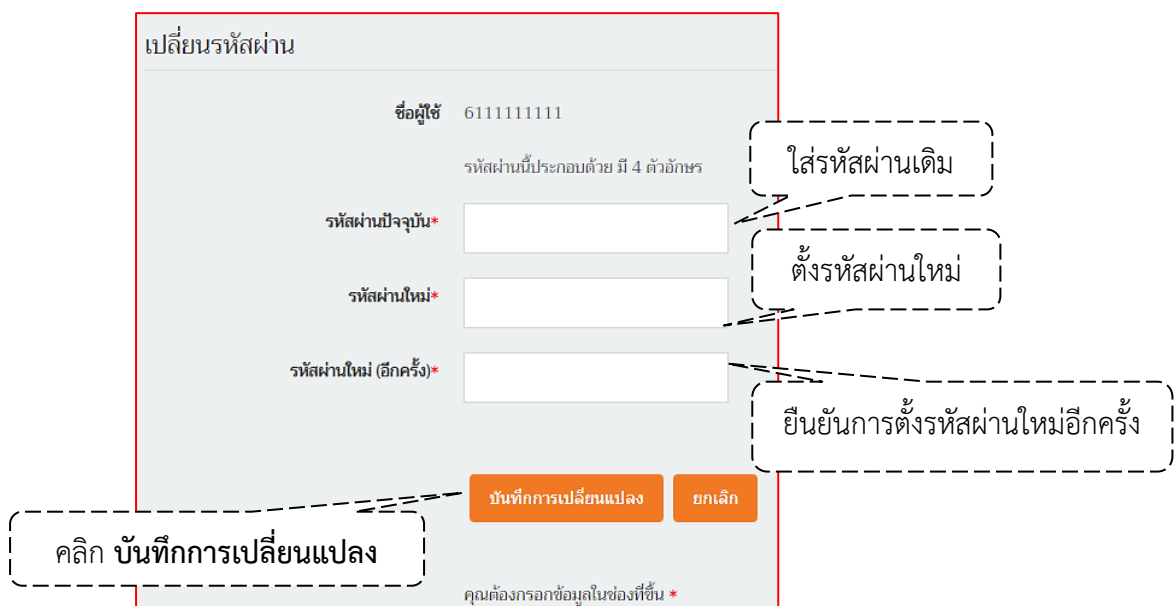 เปลี่ยนรหัสผ่าน
ชื่อผู้ใช้ 6111111111
รหัสผ่านนี้ประกอบด้วย มี 4 ตัวอักษร
ใส่รหัสผ่านเดิม
รหัสผ่านปัจจุบัน*
ตั้งรหัสผ่านใหม่
รหัสผ่านใหม่*
รหัสผ่านใหม่ (อีกครั้ง)*
ยืนยันการตั้งรหัสผ่านใหม่อีกครั้ง
บันทึกการเปลี่ยนแปลง ยกเลิก
คลิก บันทึกการเปลี่ยนแปลง
คุณต้องกรอกข้อมูลในช่องที่ขึ้น *